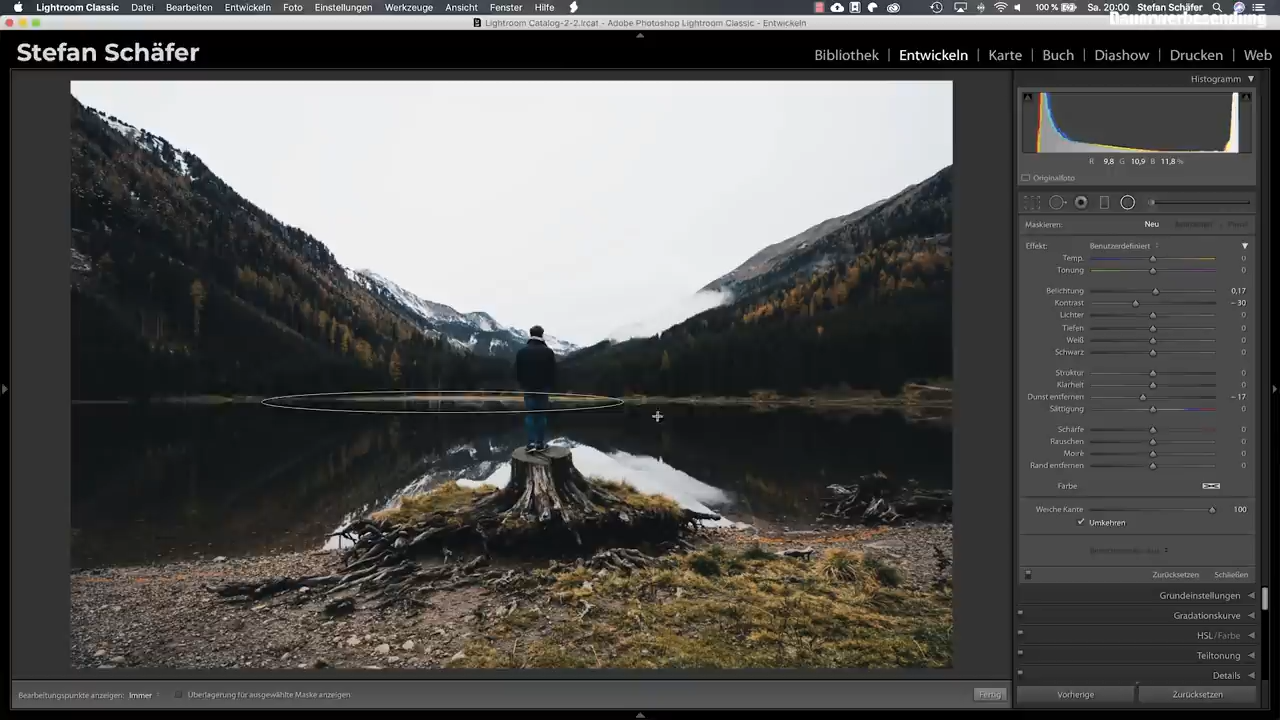 Lightroom Classic Datei Bearbeiten Entwickeln Foto Einstellungen Werkzeuge Ansicht Fenster Hilfe 100 % Sa. 20:00 Stefan Schäfer
Lightroom Catalog-2-2.lrcat - Adobe Photoshop Lightroom Classic - Entwickeln
Dauerwerbesendung
Stefan Schäfer
Bibliothek | Entwickeln | Karte | Buch | Diashow | Drucken | Web
Histogramm
R 9,8 G 10,9 B 11,8 %
Originalfoto
Maskieren: Neu
Effekt: Benutzerdefiniert
Temp. 0
Tonung 0
Belichtung 0,17
Kontrast – 30
Lichter 0
Tiefen 0
Weiß 0
Schwarz 0
Struktur 0
Klarheit 0
Dunst entfernen – 17
Sättigung 0
Schärfe 0
Rauschen 0
Moiré 0
Rand entfernen 0
Farbe
Weiche Kante 100
Umkehren
Zurücksetzen Schließen
Grundeinstellungen
Gradationskurve
HSL/Farbe
Teiltonung
Details
Bearbeitungspunkte anzeigen: Immer Überlagerung für ausgewählte Maske anzeigen Fertig
Vorherige Zurücksetzen